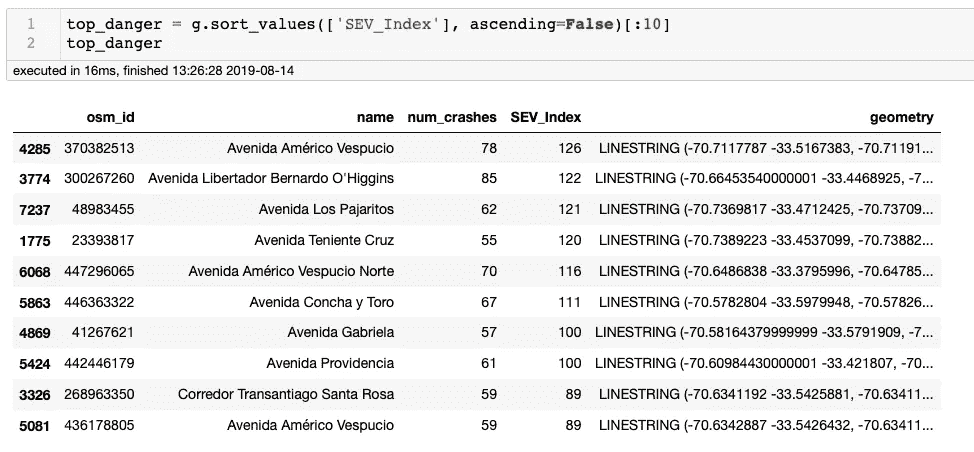 1 top_danger = g.sort_values(['SEV_Index'], ascending=False)[:10]
2 top_danger
executed in 16ms, finished 13:26:28 2019-08-14
osm_id name num_crashes SEV_Index geometry
4285 370382513 Avenida Américo Vespucio 78 126 LINESTRING (-70.7117787 -33.5167383, -70.71191...
3774 300267260 Avenida Libertador Bernardo O'Higgins 85 122 LINESTRING (-70.66453540000001 -33.4468925, -7...
7237 48983455 Avenida Los Pajaritos 62 121 LINESTRING (-70.7369817 -33.4712425, -70.73709...
1775 23393817 Avenida Teniente Cruz 55 120 LINESTRING (-70.7389223 -33.4537099, -70.73882...
6068 447296065 Avenida Américo Vespucio Norte 70 116 LINESTRING (-70.6486838 -33.3795996, -70.64785...
5863 446363322 Avenida Concha y Toro 67 111 LINESTRING (-70.5782804 -33.5979948, -70.57826...
4869 41267621 Avenida Gabriela 57 100 LINESTRING (-70.58164379999999 -33.5791909, -7...
5424 442446179 Avenida Providencia 61 100 LINESTRING (-70.60984430000001 -33.421807, -70...
3326 268963350 Corredor Transantiago Santa Rosa 59 89 LINESTRING (-70.6341192 -33.5425881, -70.63411...
5081 436178805 Avenida Américo Vespucio 59 89 LINESTRING (-70.6342887 -33.5426432, -70.63411...